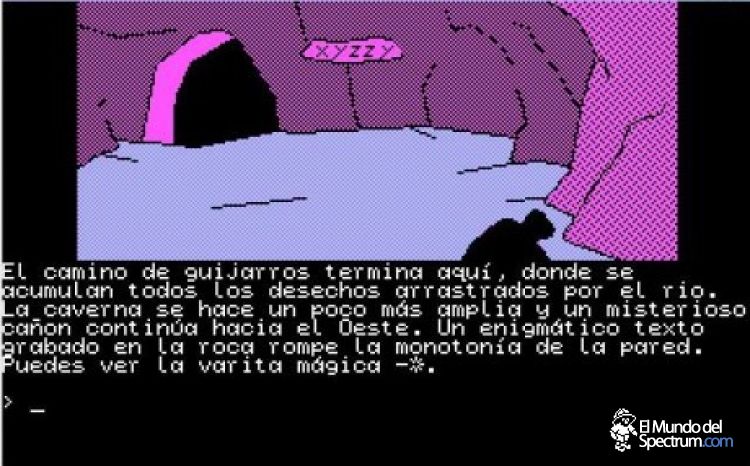 xyzzy
El camino de guijarros termina aquí, donde se
acumulan todos los desechos arrastrados por el rio.
La caverna se hace un poco más amplia y un misterioso
cañon continúa hacia el Oeste. Un enigmático texto
grabado en la roca rompe la monotonía de la pared.
Puedes ver la varita mágica -*.
> _
El Mundo del
Spectrum.com